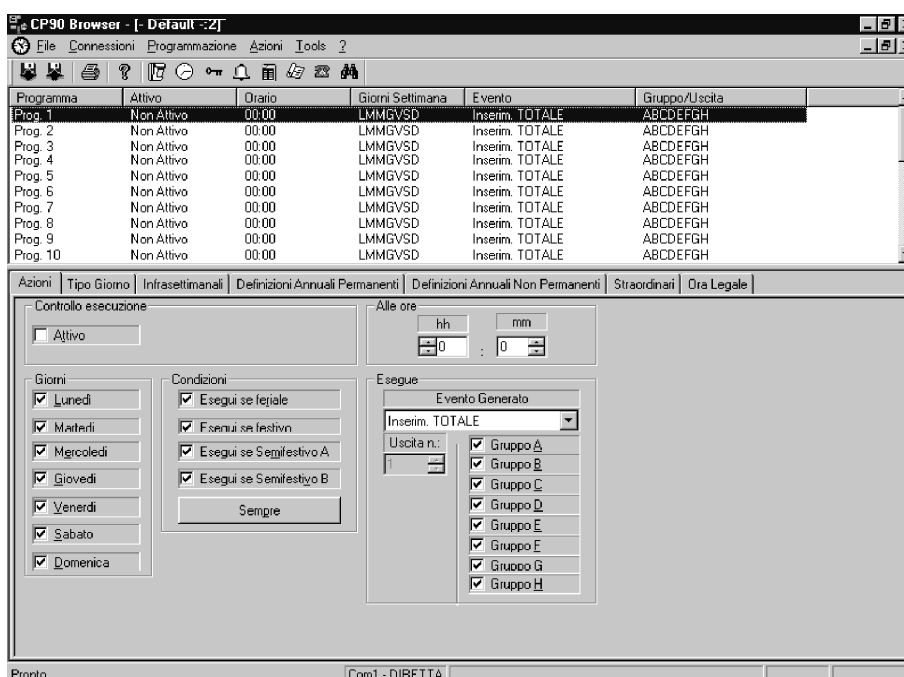 CP90 Browser - [- Default -:2]
File Connessioni Programmazione Azioni Tools ?
Programma Attivo Orario Giorni Settimana Evento Gruppo/Uscita
Prog. 1 Non Attivo 00:00 LMMGVSD Inserim. TOTALE ABCDEFGH
Prog. 2 Non Attivo 00:00 LMMGVSD Inserim. TOTALE ABCDEFGH
Prog. 3 Non Attivo 00:00 LMMGVSD Inserim. TOTALE ABCDEFGH
Prog. 4 Non Attivo 00:00 LMMGVSD Inserim. TOTALE ABCDEFGH
Prog. 5 Non Attivo 00:00 LMMGVSD Inserim. TOTALE ABCDEFGH
Prog. 6 Non Attivo 00:00 LMMGVSD Inserim. TOTALE ABCDEFGH
Prog. 7 Non Attivo 00:00 LMMGVSD Inserim. TOTALE ABCDEFGH
Prog. 8 Non Attivo 00:00 LMMGVSD Inserim. TOTALE ABCDEFGH
Prog. 9 Non Attivo 00:00 LMMGVSD Inserim. TOTALE ABCDEFGH
Prog. 10 Non Attivo 00:00 LMMGVSD Inserim. TOTALE ABCDEFGH
Azioni Tipo Giorno Infrasettimanali Definizioni Annuali Permanenti Definizioni Annuali Non Permanenti Straordinari Ora Legale
Controllo esecuzione
Attivo
Alle ore
hh mm
0 : 0
Giorni
Lunedì
Martedì
Mercoledì
Giovedì
Venerdì
Sabato
Domenica
Condizioni
Esegui se feriale
Esegui se festivo
Esegui se Semifestivo A
Esegui se Semifestivo B
Sempre
Esegue
Evento Generato
Inserim. TOTALE
Uscita n.:
1
Gruppo A
Gruppo B
Gruppo C
Gruppo D
Gruppo E
Gruppo F
Gruppo G
Gruppo H
Pronto Com1 - DIRETTA